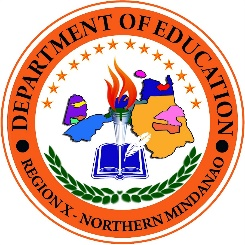 DEPARTMENT OF EDUCATION
REGION X - NORTHERN MINDANAO